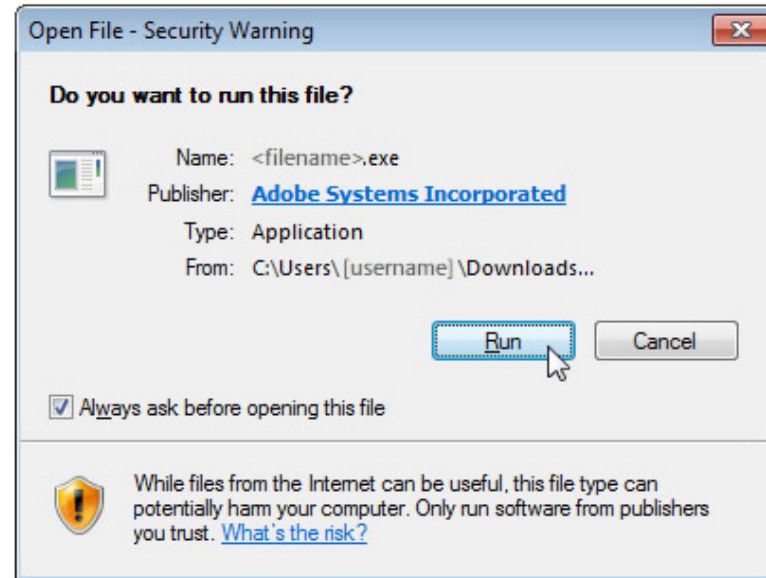 Open File - Security Warning
Do you want to run this file?
Name: <filename>.exe
Publisher: Adobe Systems Incorporated
Type: Application
From: C:\Users\[username]\Downloads...
Run Cancel
Always ask before opening this file
While files from the Internet can be useful, this file type can
potentially harm your computer. Only run software from publishers
you trust. What's the risk?